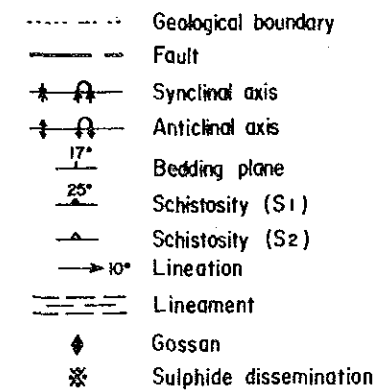 Geological boundary
Fault
Synclinal axis
Anticlinal axis
17° Bedding plane
25° Schistosity (S1)
Schistosity (S2)
10° Lineation
Lineament
Gossan
Sulphide dissemination